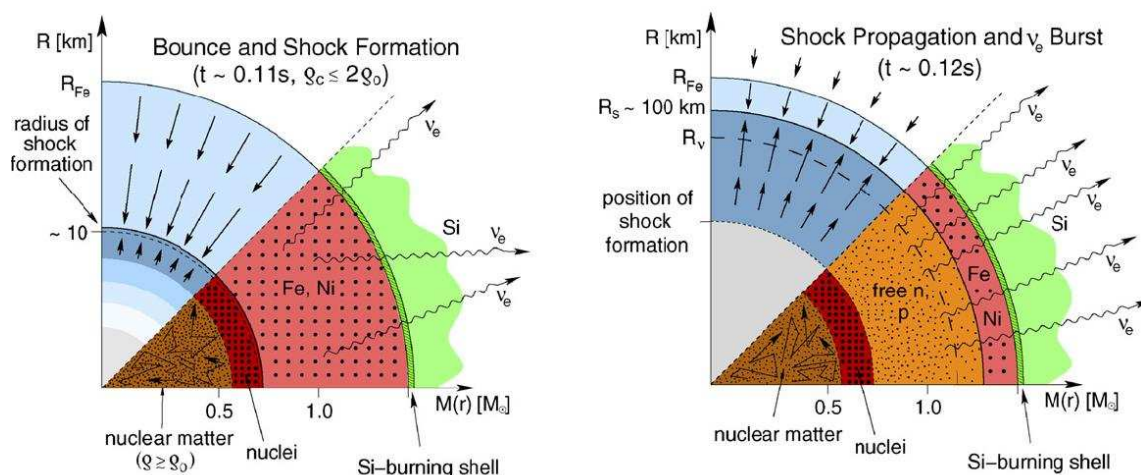 R [km]
Bounce and Shock Formation
(t ~ 0.11s, ϱc ≤ 2ϱo)
RFe
radius of
shock
formation
~ 10
νe
Si
νe
Fe, Ni
νe
0.5
1.0
M(r) [M⊙]
nuclear matter
(ϱ ≥ ϱo)
nuclei
Si–burning shell
R [km]
Shock Propagation and νe Burst
(t ~ 0.12s)
RFe
Rs ~ 100 km
Rν
νe
position of
shock
formation
Si
νe
Fe
free n,
p
νe
Ni
νe
0.5
1.0
M(r) [M⊙]
nuclear matter
nuclei
Si–burning shell